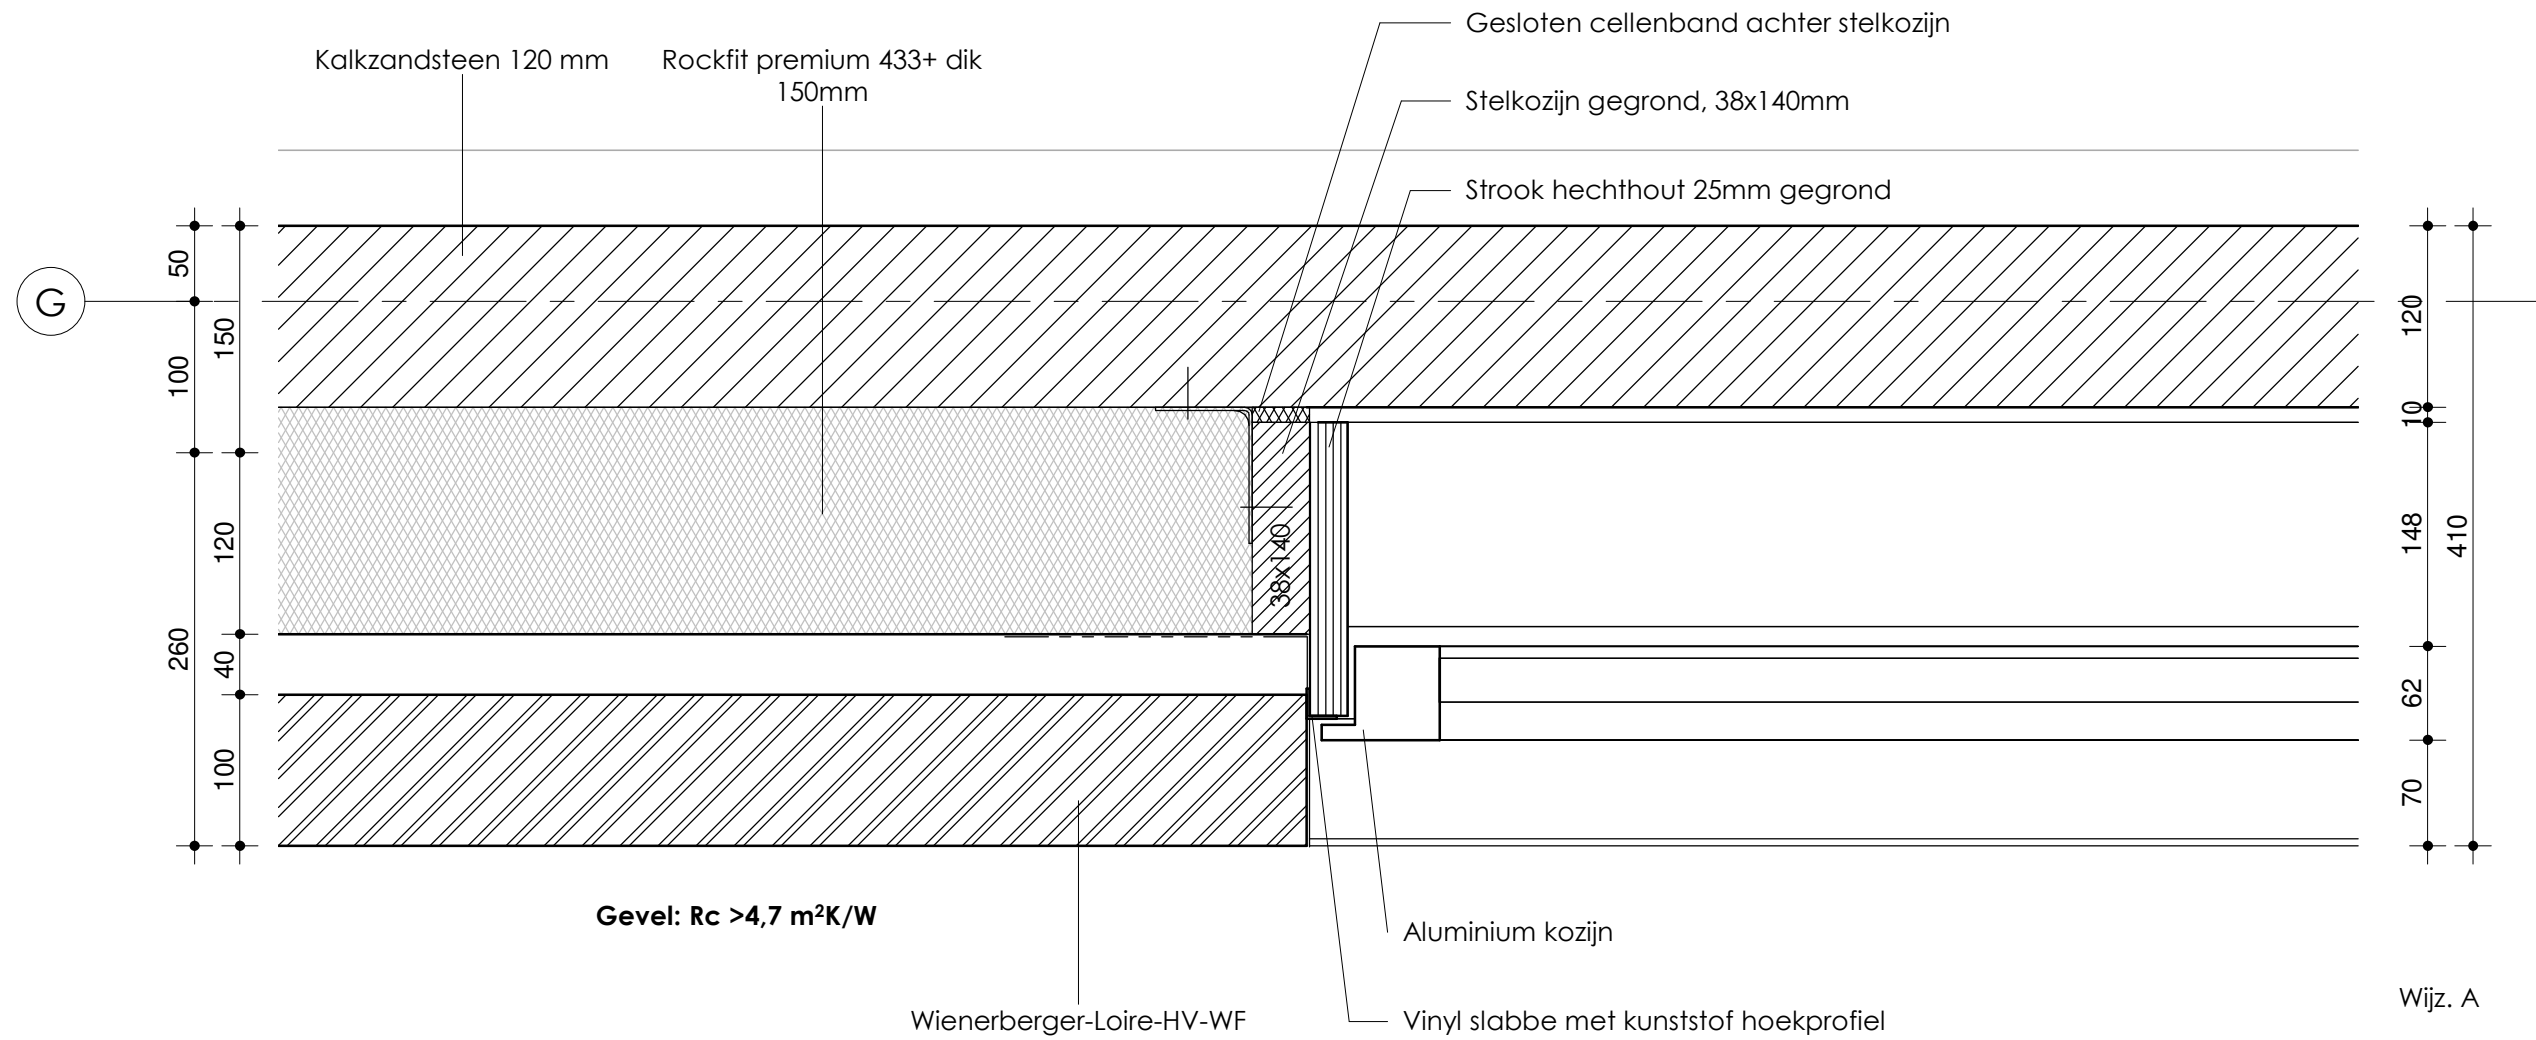 Gesloten cellenband achter stelkozijn
Kalkzandsteen 120 mm
Rockfit premium 433+ dik
150mm
Stelkozijn gegrond, 38x140mm
Strook hechthout 25mm gegrond
G
50
100
260
150
120
40
100
38x140
120
10
148
62
70
410
Gevel: Rc >4,7 m²K/W
Aluminium kozijn
Wijz. A
Wienerberger-Loire-HV-WF
Vinyl slabbe met kunststof hoekprofiel